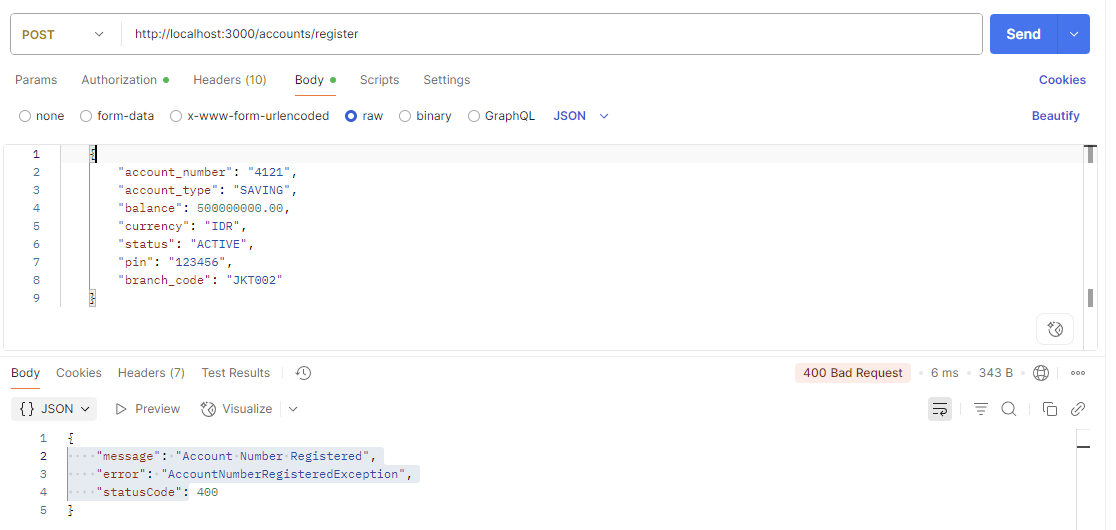 POST http://localhost:3000/accounts/register Send
Params Authorization Headers (10) Body Scripts Settings Cookies
none form-data x-www-form-urlencoded raw binary GraphQL JSON Beautify
1 {
2 "account_number": "4121",
3 "account_type": "SAVING",
4 "balance": 500000000.00,
5 "currency": "IDR",
6 "status": "ACTIVE",
7 "pin": "123456",
8 "branch_code": "JKT002"
9 }
Body Cookies Headers (7) Test Results 400 Bad Request • 6 ms • 343 B •
{} JSON Preview Visualize
1 {
2 "message": "Account Number Registered",
3 "error": "AccountNumberRegisteredException",
4 "statusCode": 400
5 }